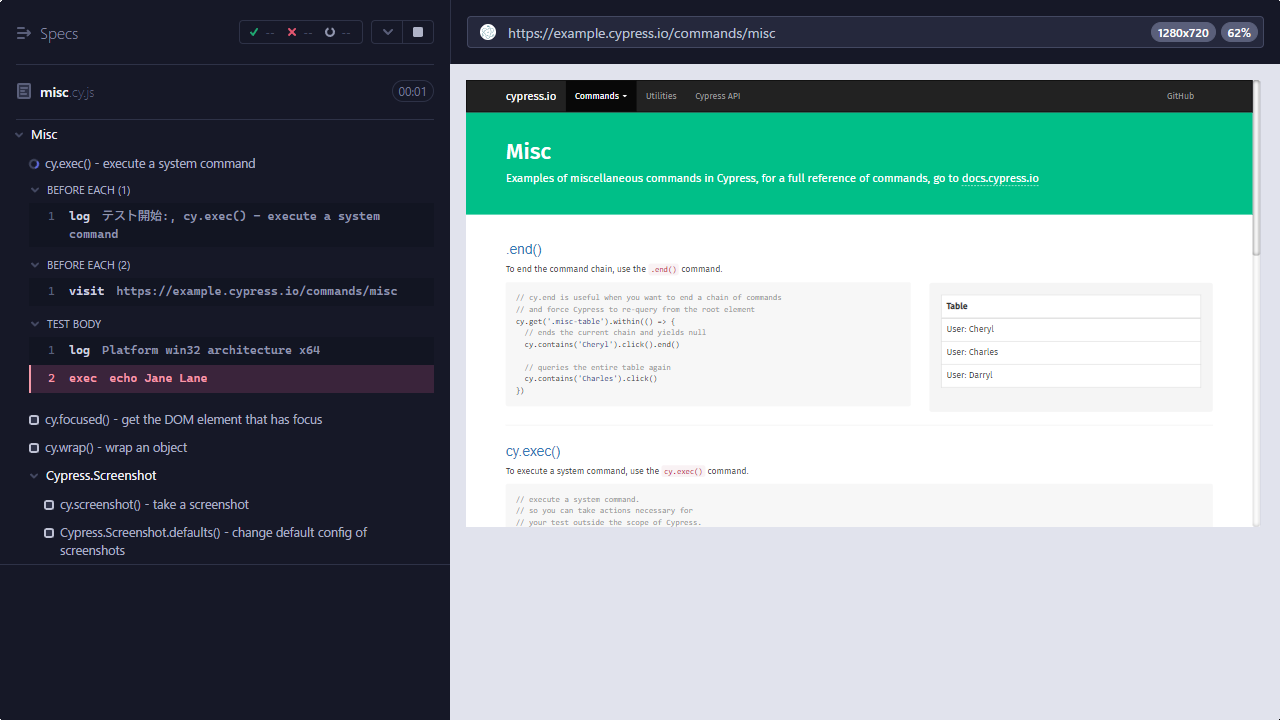 Specs
-- -- --
misc.cy.js
00:01
Misc
cy.exec() - execute a system command
BEFORE EACH (1)
1 log テスト開始:, cy.exec() - execute a system
command
BEFORE EACH (2)
1 visit https://example.cypress.io/commands/misc
TEST BODY
1 log Platform win32 architecture x64
2 exec echo Jane Lane
cy.focused() - get the DOM element that has focus
cy.wrap() - wrap an object
Cypress.Screenshot
cy.screenshot() - take a screenshot
Cypress.Screenshot.defaults() - change default config of
screenshots
https://example.cypress.io/commands/misc
1280x720 62%
cypress.io Commands Utilities Cypress API GitHub
Misc
Examples of miscellaneous commands in Cypress, for a full reference of commands, go to docs.cypress.io
.end()
To end the command chain, use the .end() command.
// cy.end is useful when you want to end a chain of commands
// and force Cypress to re-query from the root element
cy.get('.misc-table').within(() => {
// ends the current chain and yields null
cy.contains('Cheryl').click().end()
// queries the entire table again
cy.contains('Charles').click()
})
Table
User: Cheryl
User: Charles
User: Darryl
cy.exec()
To execute a system command, use the cy.exec() command.
// execute a system command.
// so you can take actions necessary for
// your test outside the scope of Cypress.